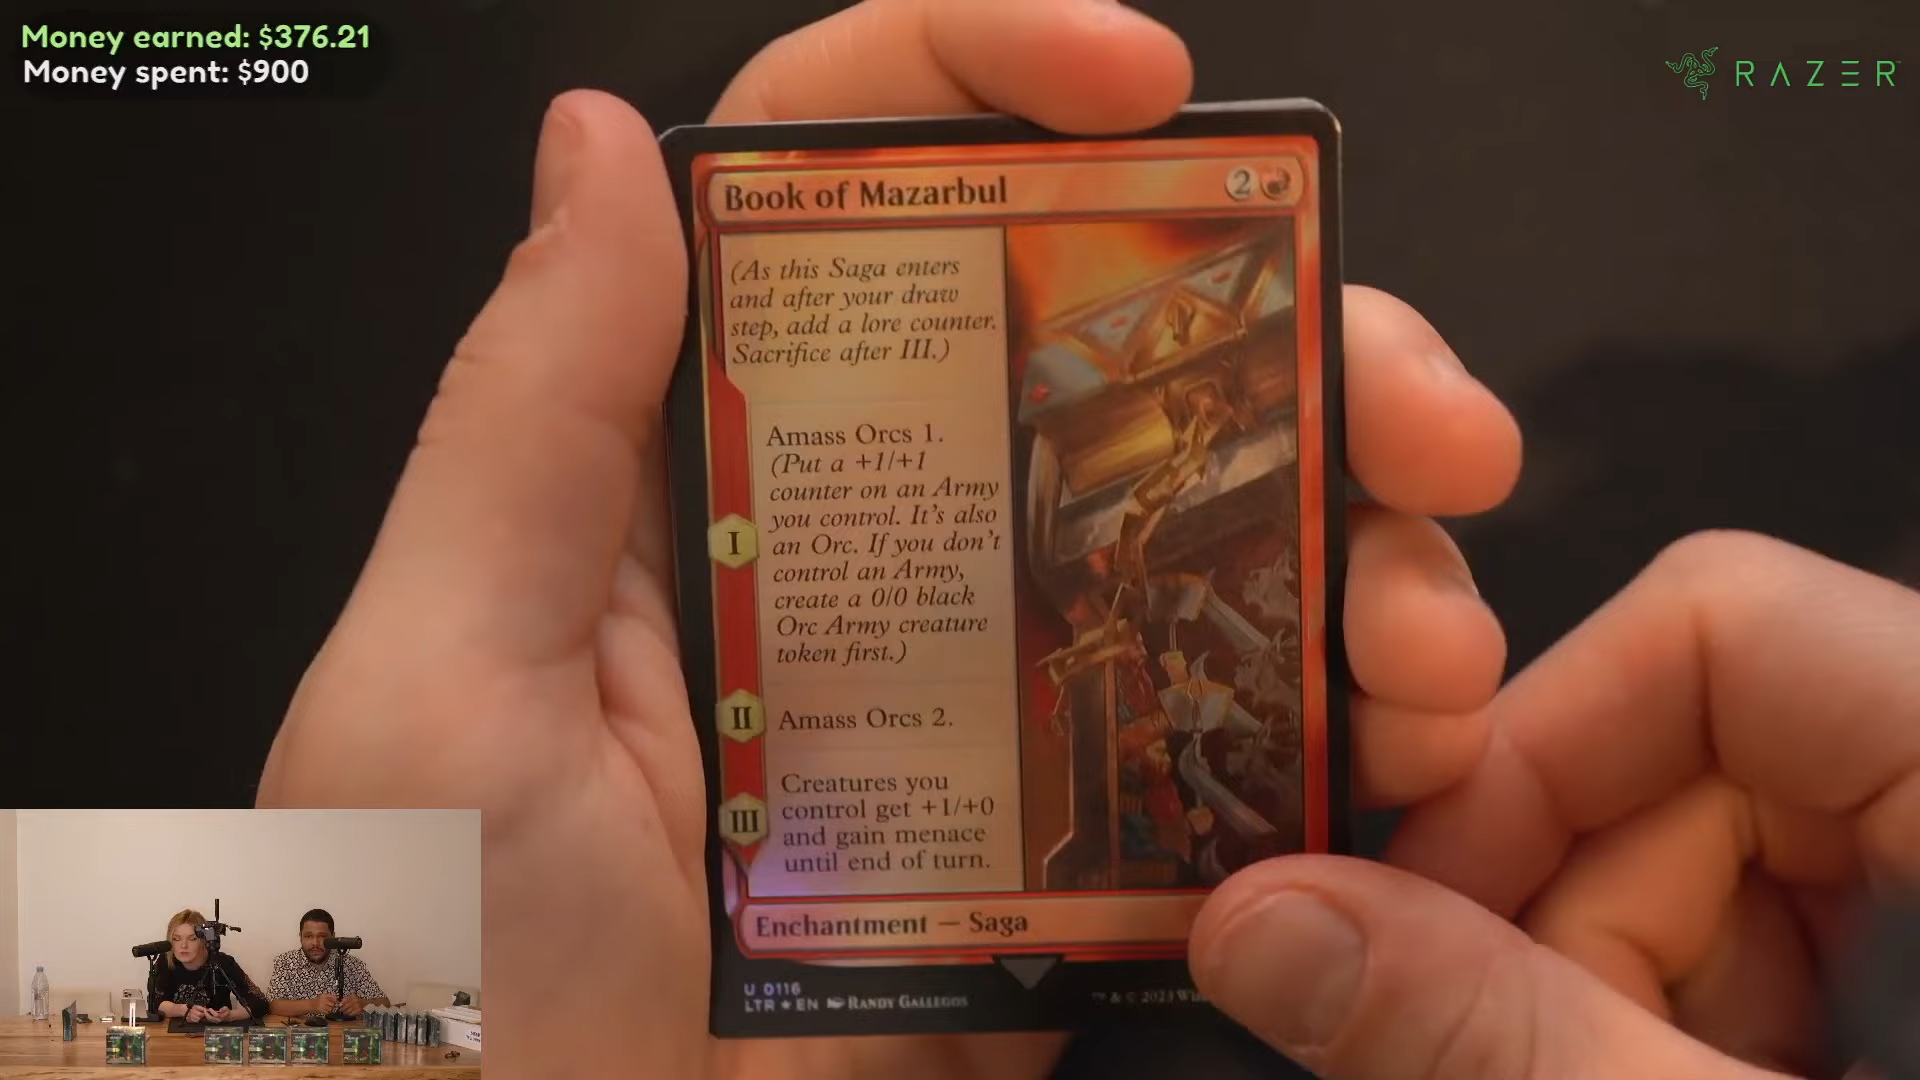 Money earned: $376.21
Money spent: $900
RAZER
Book of Mazarbul
2
(As this Saga enters
and after your draw
step, add a lore counter.
Sacrifice after III.)
Amass Orcs 1.
(Put a +1/+1
counter on an Army
you control. It's also
I
an Orc. If you don't
control an Army,
create a 0/0 black
Orc Army creature
token first.)
II
Amass Orcs 2.
III
Creatures you
control get +1/+0
and gain menace
until end of turn.
Enchantment — Saga
U 0116
LTR ★ EN RANDY GALLEGOS
™ & © 2023